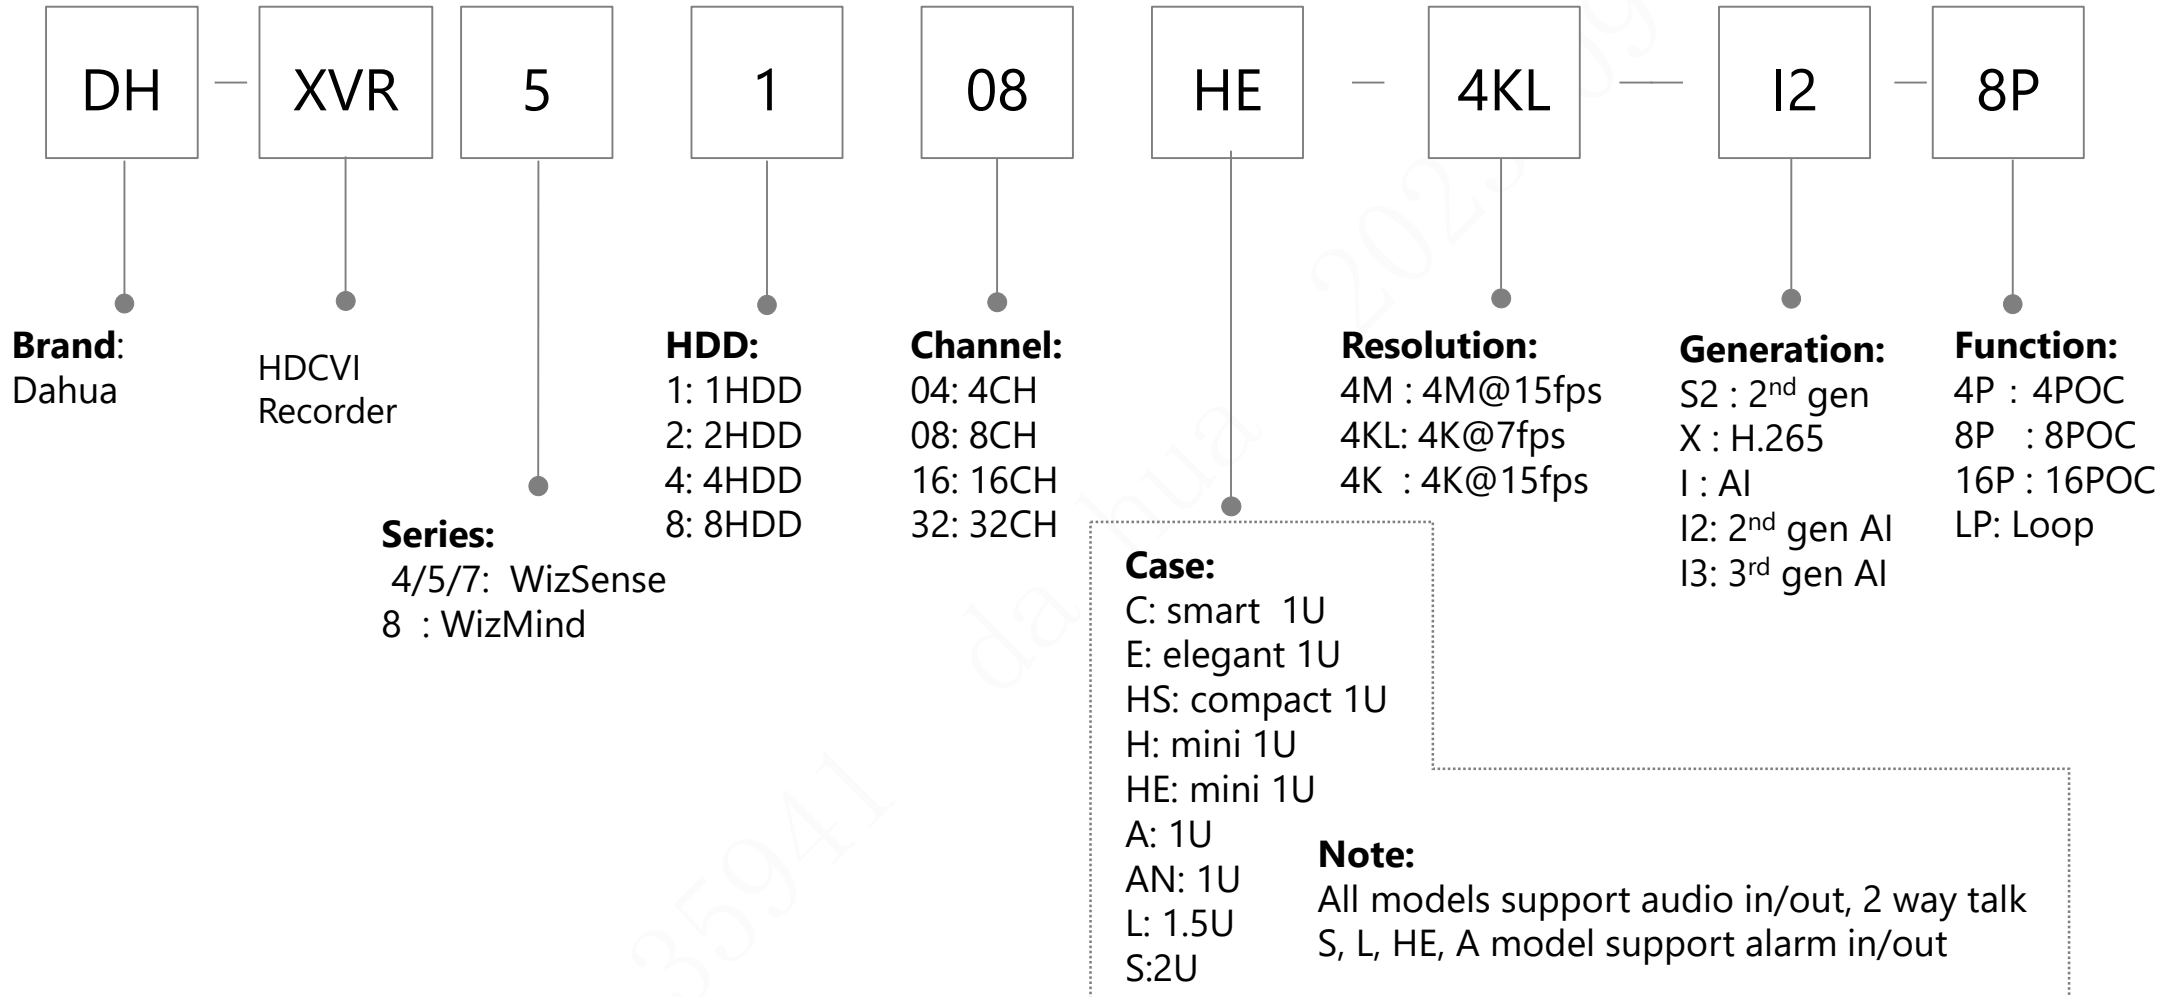 DH — XVR 5 1 08 HE — 4KL — I2 — 8P
Brand:
Dahua
HDCVI
Recorder
Series:
4/5/7: WizSense
8 : WizMind
HDD:
1: 1HDD
2: 2HDD
4: 4HDD
8: 8HDD
Channel:
04: 4CH
08: 8CH
16: 16CH
32: 32CH
Case:
C: smart 1U
E: elegant 1U
HS: compact 1U
H: mini 1U
HE: mini 1U
A: 1U
AN: 1U
L: 1.5U
S:2U
Note:
All models support audio in/out, 2 way talk
S, L, HE, A model support alarm in/out
Resolution:
4M : 4M@15fps
4KL: 4K@7fps
4K : 4K@15fps
Generation:
S2 : 2nd gen
X : H.265
I : AI
I2: 2nd gen AI
I3: 3rd gen AI
Function:
4P : 4POC
8P : 8POC
16P : 16POC
LP: Loop
35941 da hua